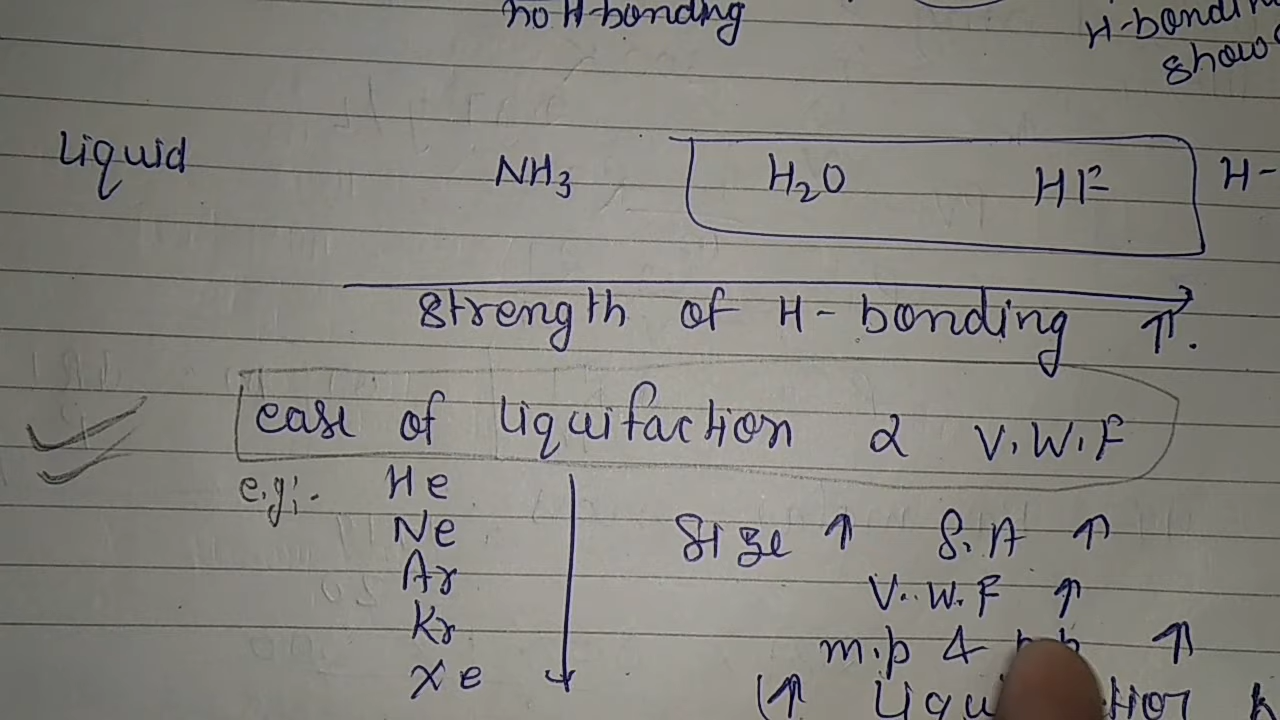 no H-bonding H-bondin
show
Liquid NH3 H2O HF H-
Strength of H-bonding ↑.
ease of liquifaction α V.W.F
e.g:- He
Ne Size ↑ S.A ↑
Ar V.W.F ↑
Kr m.p & b.p ↑
Xe (↑